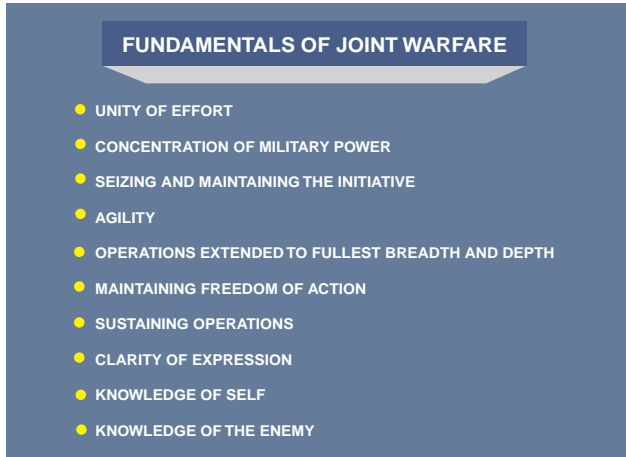 FUNDAMENTALS OF JOINT WARFARE
UNITY OF EFFORT
CONCENTRATION OF MILITARY POWER
SEIZING AND MAINTAINING THE INITIATIVE
AGILITY
OPERATIONS EXTENDED TO FULLEST BREADTH AND DEPTH
MAINTAINING FREEDOM OF ACTION
SUSTAINING OPERATIONS
CLARITY OF EXPRESSION
KNOWLEDGE OF SELF
KNOWLEDGE OF THE ENEMY